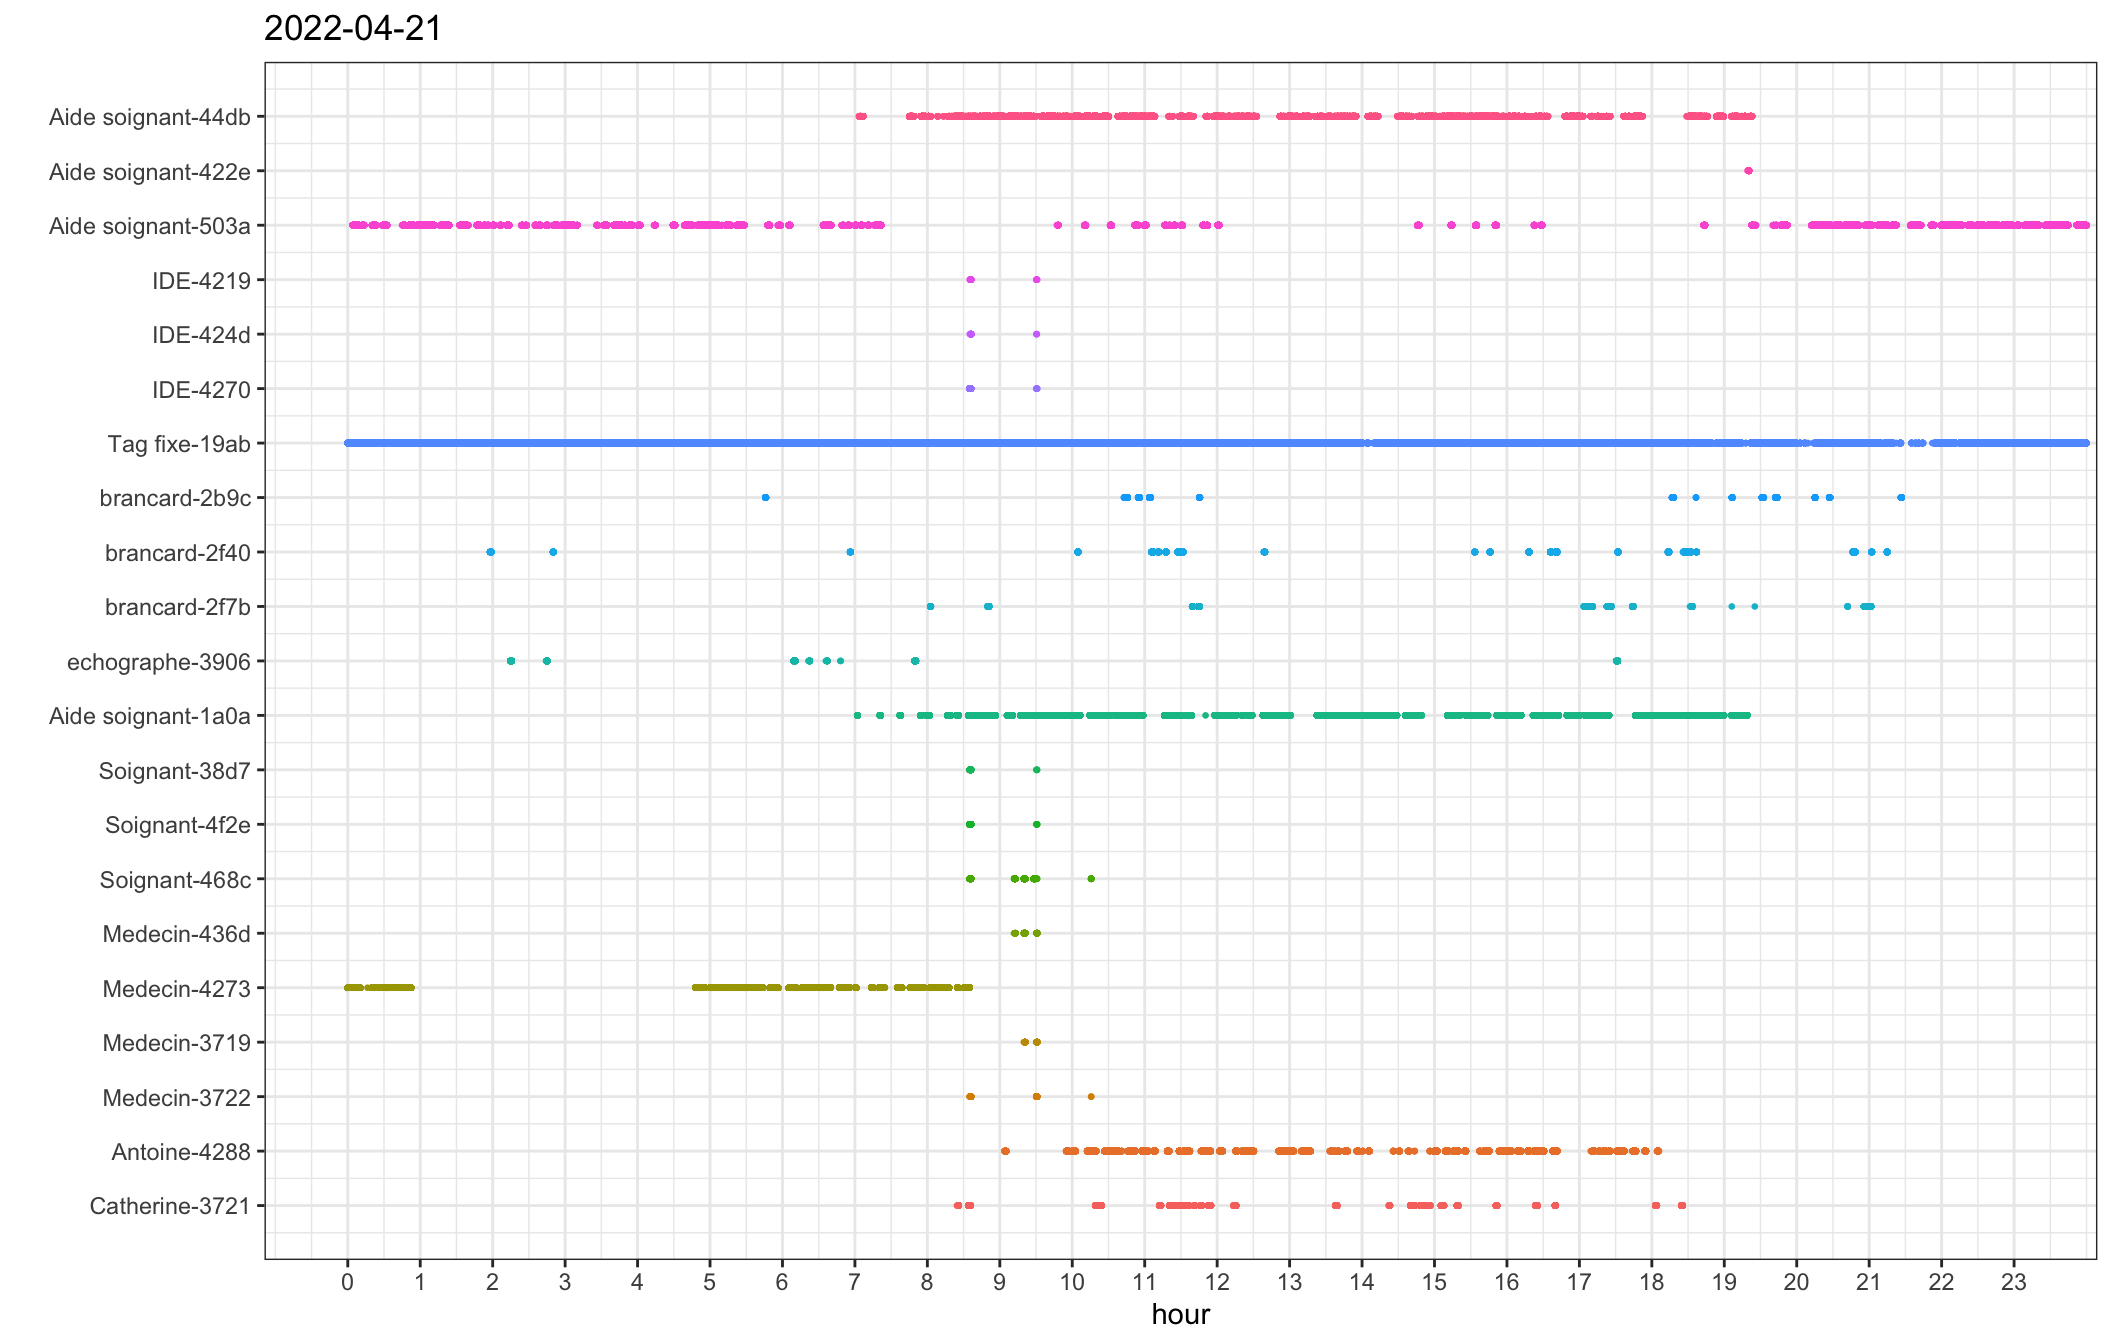 2022-04-21
Aide soignant-44db
Aide soignant-422e
Aide soignant-503a
IDE-4219
IDE-424d
IDE-4270
Tag fixe-19ab
brancard-2b9c
brancard-2f40
brancard-2f7b
echographe-3906
Aide soignant-1a0a
Soignant-38d7
Soignant-4f2e
Soignant-468c
Medecin-436d
Medecin-4273
Medecin-3719
Medecin-3722
Antoine-4288
Catherine-3721
0 1 2 3 4 5 6 7 8 9 10 11 12 13 14 15 16 17 18 19 20 21 22 23
hour